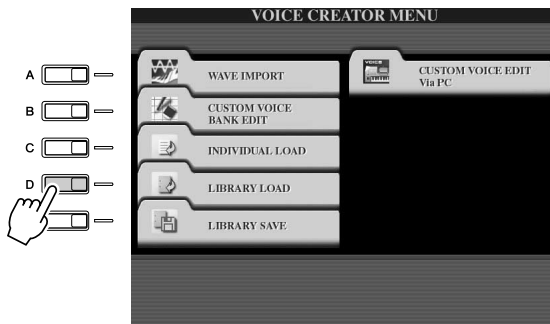 VOICE CREATOR MENU
A
WAVE IMPORT
B
CUSTOM VOICE
BANK EDIT
C
INDIVIDUAL LOAD
D
LIBRARY LOAD
LIBRARY SAVE
VOICE
CUSTOM VOICE EDIT
Via PC